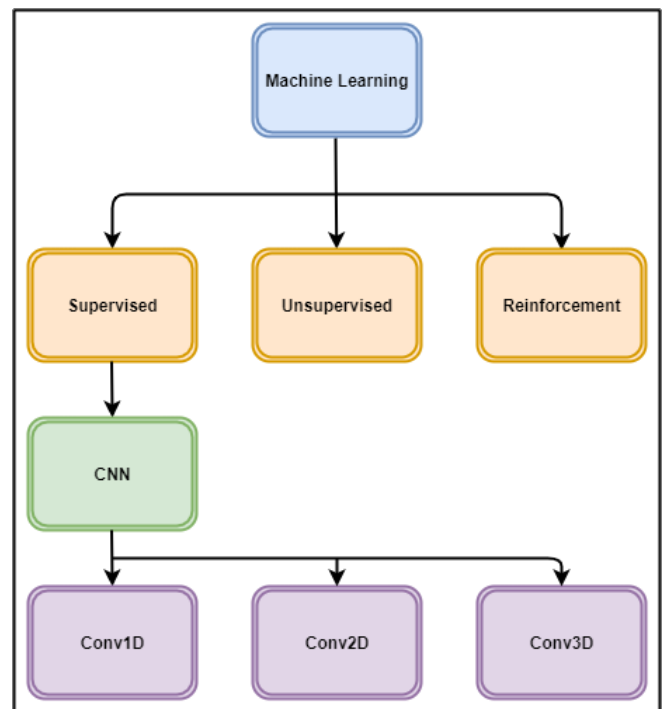 Machine Learning
Supervised
Unsupervised
Reinforcement
CNN
Conv1D
Conv2D
Conv3D